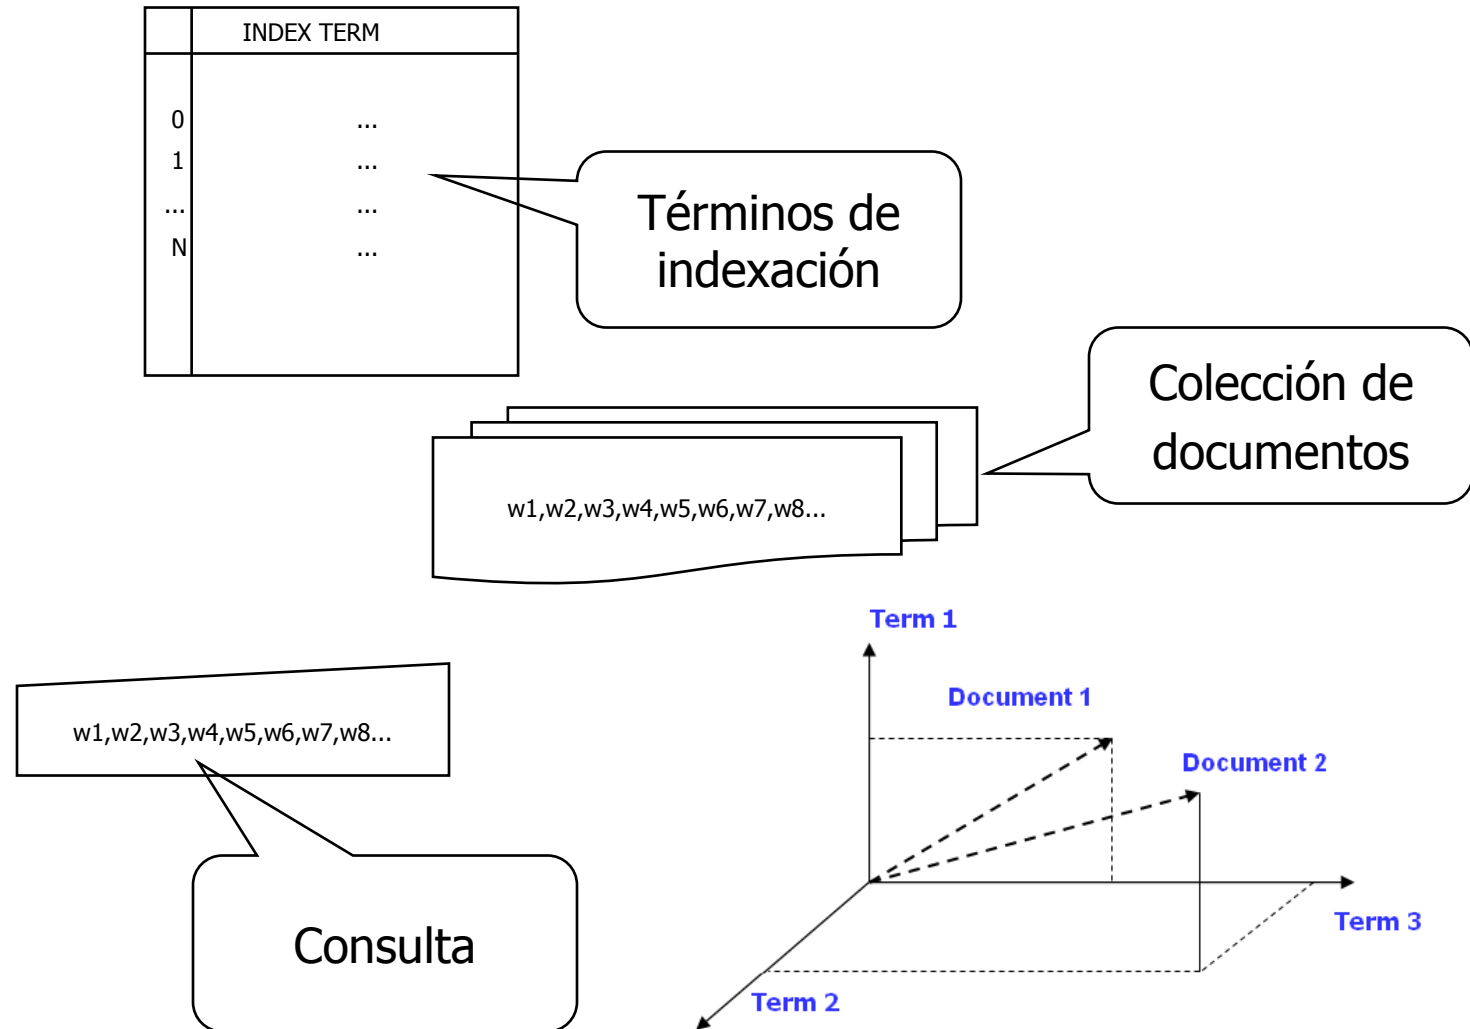 INDEX TERM
0 ...
1 ...
... ...
N ...
Términos de
indexación
Colección de
documentos
w1,w2,w3,w4,w5,w6,w7,w8...
Term 1
Document 1
w1,w2,w3,w4,w5,w6,w7,w8...
Document 2
Term 3
Consulta
Term 2